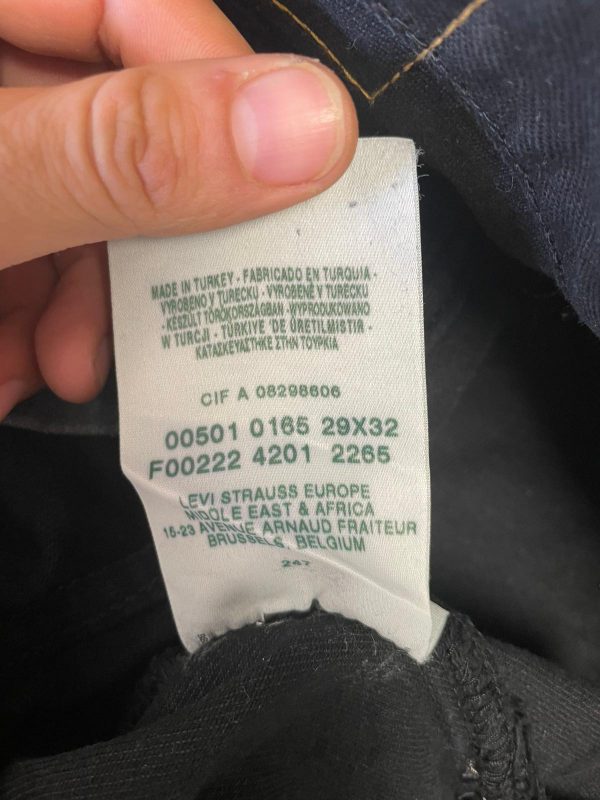 MADE IN TURKEY - FABRICADO EN TURQUIA -
VYROBENO V TURECKU - VYROBENÉ V TURECKU
- KÉSZÜLT TÖRÖKORSZÁGBAN - WYPRODUKOWANO
W TURCJI - TÜRKIYE 'DE ÜRETILMISTIR -
ΚΑΤΑΣΚΕΥΑΣΤΗΚΕ ΣΤΗΝ ΤΟΥΡΚΙΑ
CIF A 08298606
00501 0165 29X32
F00222 4201 2265
LEVI STRAUSS EUROPE
MIDDLE EAST & AFRICA
15-23 AVENUE ARNAUD FRAITEUR
BRUSSELS, BELGIUM
247